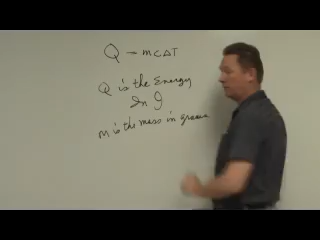 Q = mcΔT
Q is the Energy
In J
M is the mass in grams